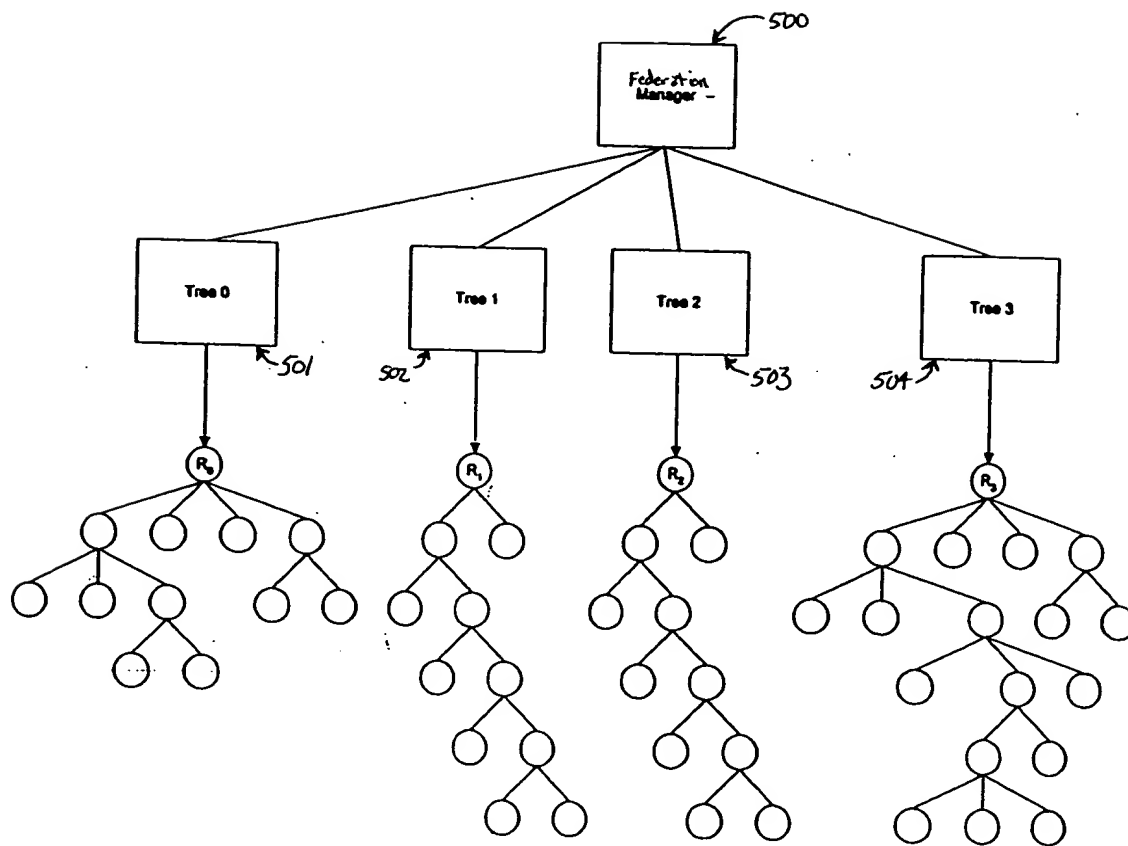 500
Federation
Manager
Tree 0
Tree 1
Tree 2
Tree 3
501
502
503
504
R₀
R₁
R₂
R₃